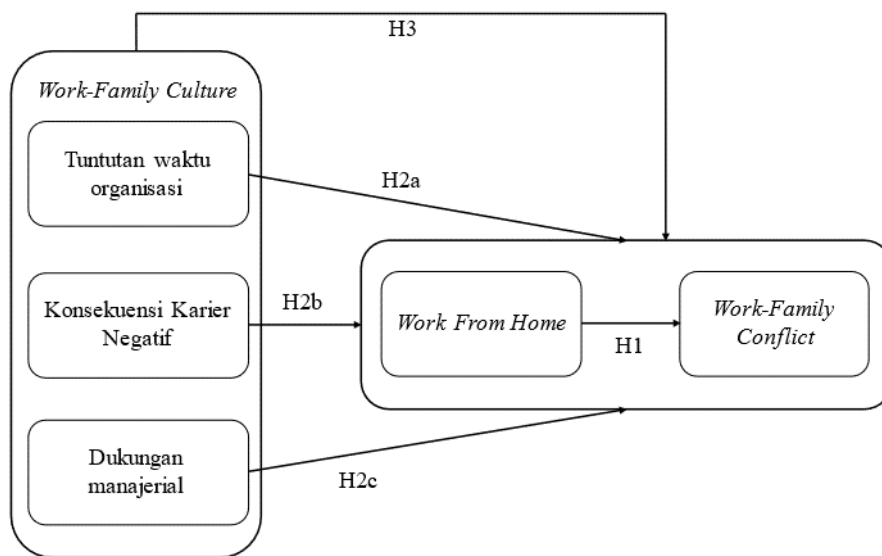 H3
Work-Family Culture
Tuntutan waktu
organisasi
H2a
Konsekuensi Karier
Negatif
H2b
Work From Home
H1
Work-Family
Conflict
Dukungan
manajerial
H2c